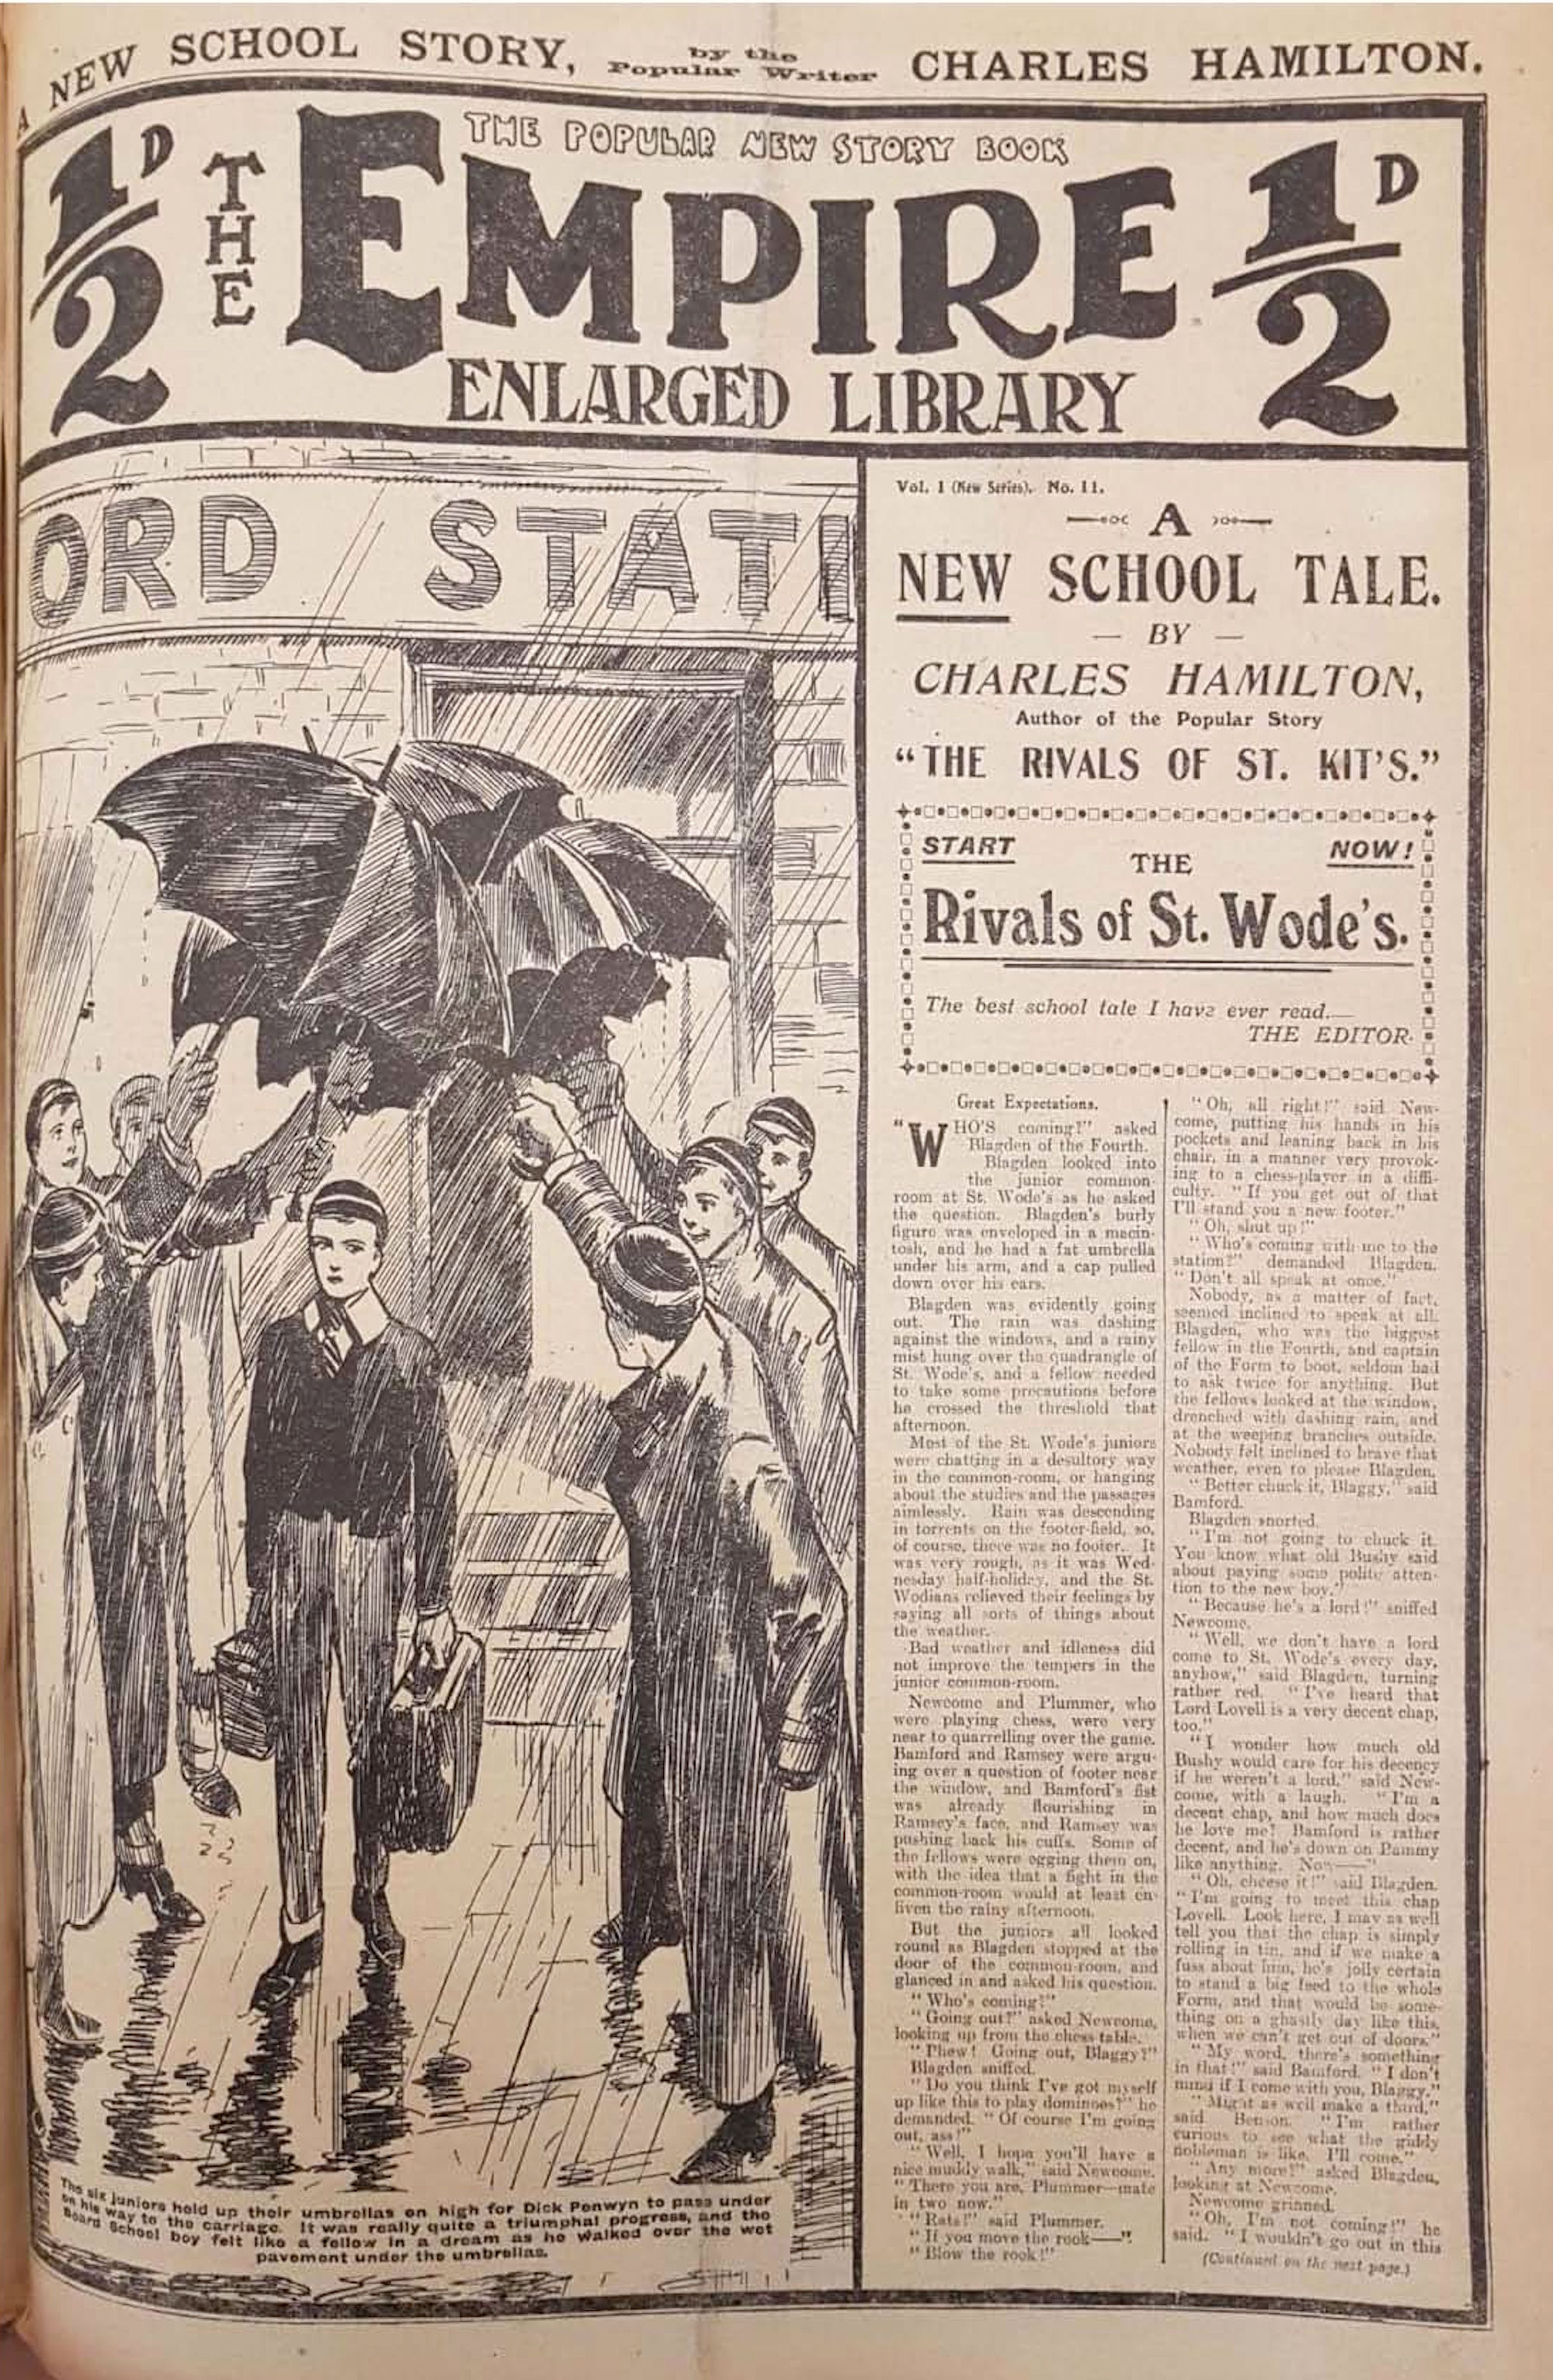 A NEW SCHOOL STORY, by the Popular Writer CHARLES HAMILTON.
½D
THE
THE POPULAR NEW STORY BOOK
EMPIRE
ENLARGED LIBRARY
½D
ORD STATI
The six juniors held up their umbrellas on high for Dick Penwyn to pass under
on his way to the carriage. It was really quite a triumphal progress, and the
Board School boy felt like a fellow in a dream as he walked over the wet
pavement under the umbrellas.
Vol. 1 (New Series). No. 11.
A
NEW SCHOOL TALE.
— BY —
CHARLES HAMILTON,
Author of the Popular Story
“THE RIVALS OF ST. KIT'S.”
START NOW!
THE
Rivals of St. Wode's.
The best school tale I have ever read.—
THE EDITOR.
Great Expectations.
“WHO'S coming?” asked
Blagden of the Fourth.
Blagden looked into
the junior common-
room at St. Wode's as he asked
the question. Blagden's burly
figure was enveloped in a macin-
tosh, and he had a fat umbrella
under his arm, and a cap pulled
down over his ears.
Blagden was evidently going
out. The rain was dashing
against the windows, and a rainy
mist hung over the quadrangle of
St. Wode's, and a fellow needed
to take some precautions before
he crossed the threshold that
afternoon.
Most of the St. Wode's juniors
were chatting in a desultory way
in the common-room, or hanging
about the studies and the passages
aimlessly. Rain was descending
in torrents on the footer-field, so,
of course, there was no footer. It
was very rough, as it was Wed-
nesday half-holiday, and the St.
Wodians relieved their feelings by
saying all sorts of things about
the weather.
Bad weather and idleness did
not improve the tempers in the
junior common-room.
Newcome and Plummer, who
were playing chess, were very
near to quarrelling over the game.
Bamford and Ramsey were argu-
ing over a question of footer near
the window, and Bamford's fist
was already flourishing in
Ramsey's face, and Ramsey was
pushing back his cuffs. Some of
the fellows were egging them on,
with the idea that a fight in the
common-room would at least en-
liven the rainy afternoon.
But the juniors all looked
round as Blagden stopped at the
door of the common-room, and
glanced in and asked his question.
“Who's coming?”
“Going out?” asked Newcome,
looking up from the chess table.
“Phew! Going out, Blaggy?”
Blagden sniffed.
“Do you think I've got myself
up like this to play dominoes?” he
demanded. “Of course I'm going
out, ass!”
“Well, I hope you'll have a
nice muddy walk,” said Newcome.
“There you are, Plummer—mate
in two now.”
“Rats!” said Plummer.
“If you move the rook——”
“Blow the rook!”
“Oh, all right!” said New-
come, putting his hands in his
pockets and leaning back in his
chair, in a manner very provok-
ing to a chess-player in a diffi-
culty. “If you get out of that
I'll stand you a new footer.”
“Oh, shut up!”
“Who's coming with me to the
station?” demanded Blagden.
“Don't all speak at once.”
Nobody, as a matter of fact,
seemed inclined to speak at all.
Blagden, who was the biggest
fellow in the Fourth, and captain
of the Form to boot, seldom had
to ask twice for anything. But
the fellows looked at the window,
drenched with dashing rain, and
at the weeping branches outside.
Nobody felt inclined to brave that
weather, even to please Blagden.
“Better chuck it, Blaggy,” said
Bamford.
Blagden snorted.
“I'm not going to chuck it.
You know what old Bushy said
about paying some polite atten-
tion to the new boy.”
“Because he's a lord!” sniffed
Newcome.
“Well, we don't have a lord
come to St. Wode's every day,
anyhow,” said Blagden, turning
rather red. “I've heard that
Lord Lovell is a very decent chap,
too.”
“I wonder how much old
Bushy would care for his decency
if he weren't a lord,” said New-
come, with a laugh. “I'm a
decent chap, and how much does
he love me? Bamford is rather
decent, and he's down on Bammy
like anything. Now——”
“Oh, cheese it!” said Blagden.
“I'm going to meet this chap
Lovell. Look here, I may as well
tell you that the chap is simply
rolling in tin, and if we make a
fuss about him, he's jolly certain
to stand a big feed to the whole
Form, and that would be some-
thing on a ghastly day like this,
when we can't get out of doors.”
“My word, there's something
in that!” said Bamford. “I don't
mind if I come with you, Blaggy.”
“Might as well make a third,”
said Benson. “I'm rather
curious to see what the giddy
nobleman is like. I'll come.”
“Any more?” asked Blagden,
looking at Newcome.
Newcome grinned.
“Oh, I'm not coming!” he
said. “I wouldn't go out in this
(Continued on the next page.)